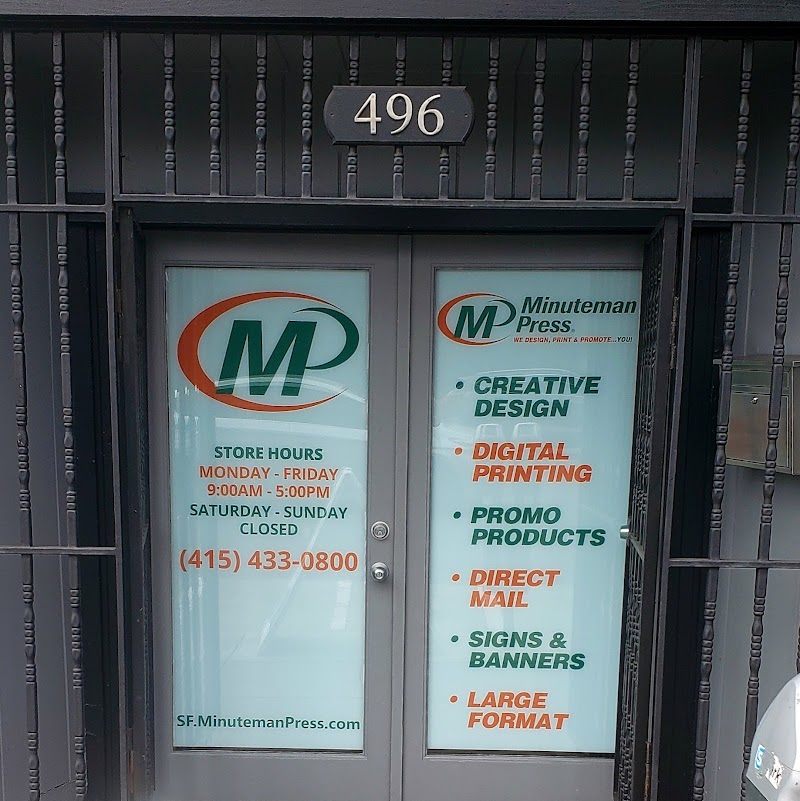 496
MP
STORE HOURS
MONDAY - FRIDAY
9:00AM - 5:00PM
SATURDAY - SUNDAY
CLOSED
(415) 433-0800
SF.MinutemanPress.com
MP Minuteman
Press®
WE DESIGN, PRINT & PROMOTE...YOU!
• CREATIVE
DESIGN
• DIGITAL
PRINTING
• PROMO
PRODUCTS
• DIRECT
MAIL
• SIGNS &
BANNERS
• LARGE
FORMAT